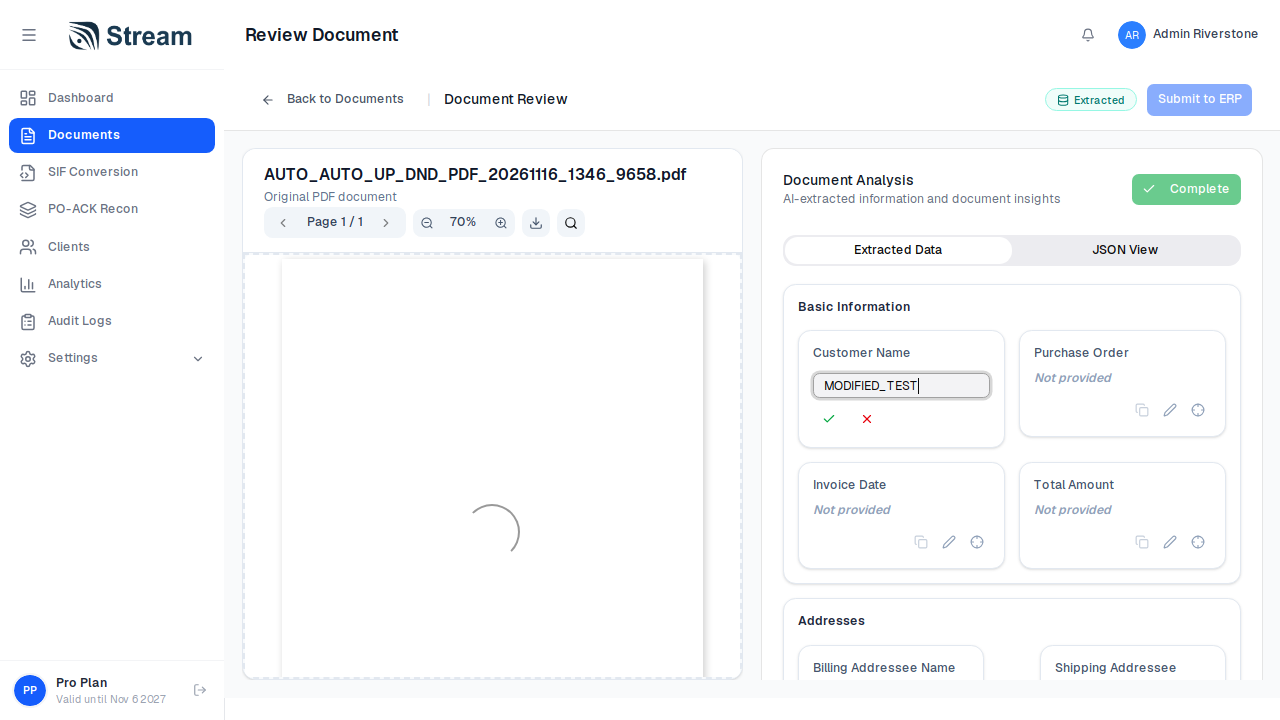 Stream
Review Document
AR
Admin Riverstone
Dashboard
Documents
SIF Conversion
PO-ACK Recon
Clients
Analytics
Audit Logs
Settings
PP
Pro Plan
Valid until Nov 6 2027
Back to Documents
Document Review
Extracted
Submit to ERP
AUTO_AUTO_UP_DND_PDF_20261116_1346_9658.pdf
Original PDF document
Page 1 / 1
70%
Document Analysis
AI-extracted information and document insights
Complete
Extracted Data
JSON View
Basic Information
Customer Name
MODIFIED_TEST
Purchase Order
Not provided
Invoice Date
Not provided
Total Amount
Not provided
Addresses
Billing Addressee Name
Shipping Addressee